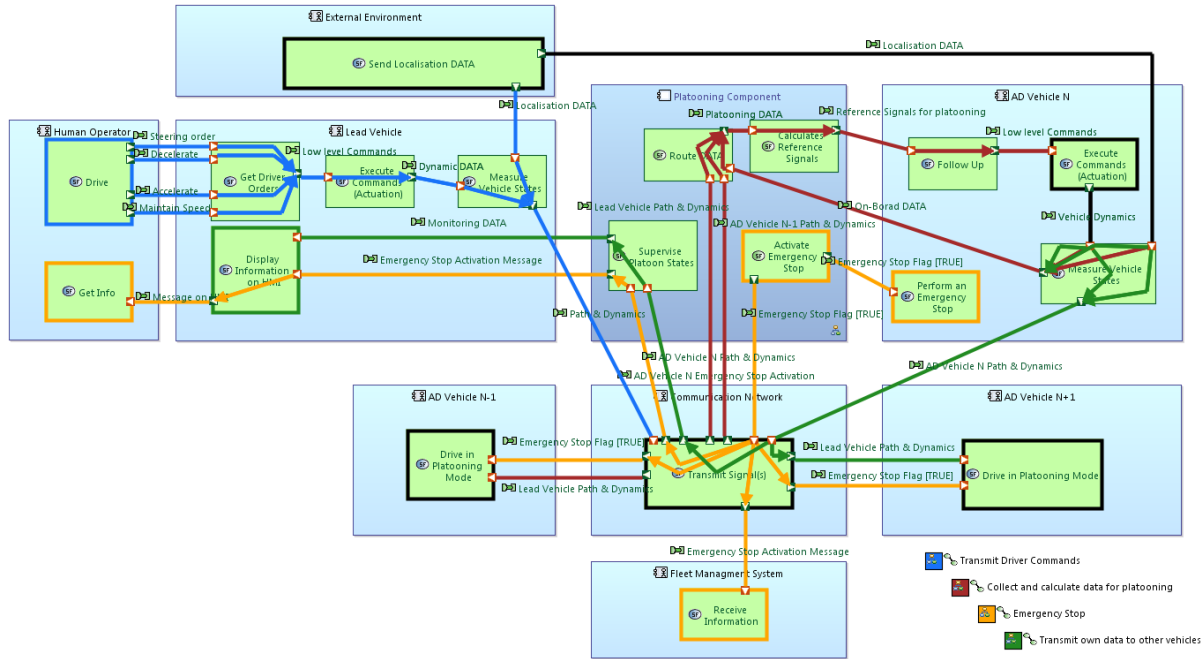 External Environment
Send Localisation DATA
Localisation DATA
Localisation DATA
Human Operator
Steering order
Decelerate
Drive
Accelerate
Maintain Speed
Get Info
Message on
Lead Vehicle
Get Driver
Orders
Low level Commands
Execute
Commands
(Actuation)
Dynamic DATA
Measure
Vehicle States
Monitoring DATA
Display
Information
on HMI
Emergency Stop Activation Message
Platooning Component
Platooning DATA
Route DATA
Calculates
Reference
Signals
Reference Signals for platooning
Lead Vehicle Path & Dynamics
AD Vehicle N-1 Path & Dynamics
On-Borad DATA
Supervise
Platoon States
Activate
Emergency
Stop
Emergency Stop Flag [TRUE]
Path & Dynamics
Emergency Stop Flag [TRUE]
AD Vehicle N
Follow Up
Low level Commands
Execute
Commands
(Actuation)
Vehicle Dynamics
Measure Vehicle
States
Perform an
Emergency
Stop
AD Vehicle N Path & Dynamics
AD Vehicle N Path & Dynamics
AD Vehicle N Emergency Stop Activation
AD Vehicle N-1
Drive in
Platooning
Mode
Emergency Stop Flag [TRUE]
Lead Vehicle Path & Dynamics
Communication Network
Transmit Signal(s)
Lead Vehicle Path & Dynamics
Emergency Stop Flag [TRUE]
AD Vehicle N+1
Drive in Platooning Mode
Emergency Stop Activation Message
Fleet Managment System
Receive
Information
Transmit Driver Commands
Collect and calculate data for platooning
Emergency Stop
Transmit own data to other vehicles